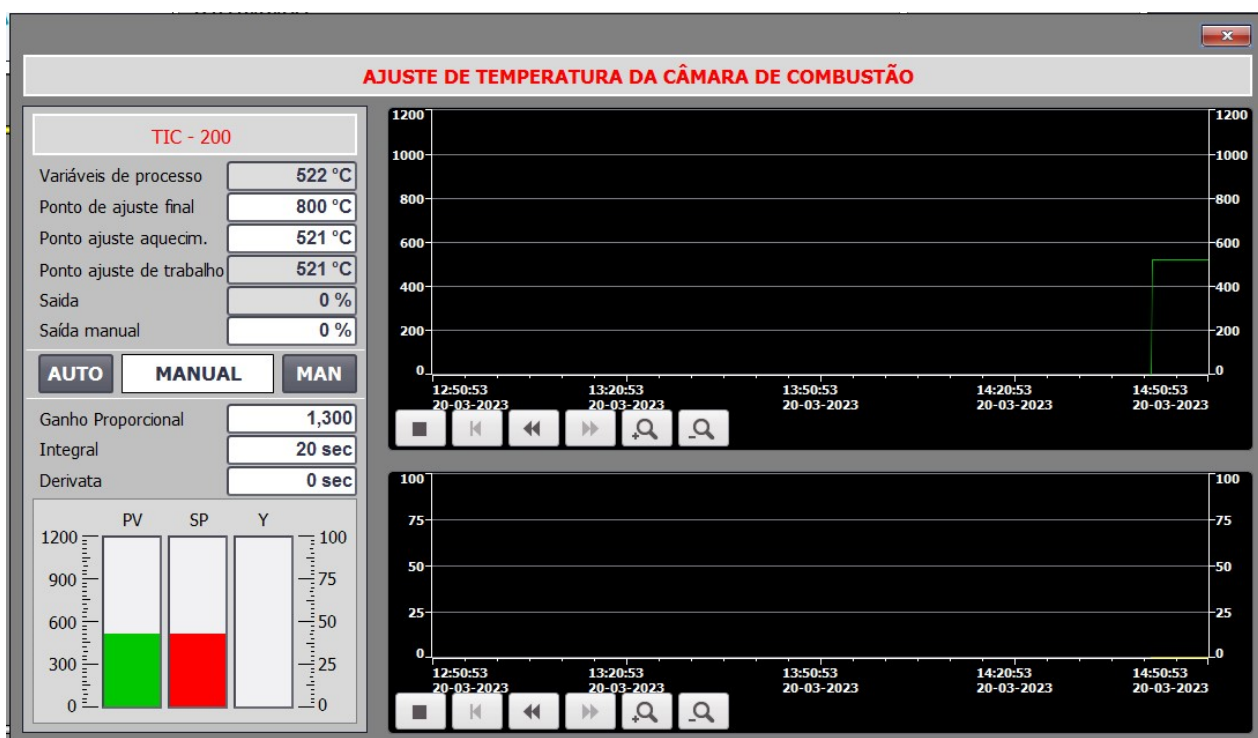 AJUSTE DE TEMPERATURA DA CÂMARA DE COMBUSTÃO
TIC - 200
Variáveis de processo 522 °C
Ponto de ajuste final 800 °C
Ponto ajuste aquecim. 521 °C
Ponto ajuste de trabalho 521 °C
Saida 0 %
Saída manual 0 %
AUTO MANUAL MAN
Ganho Proporcional 1,300
Integral 20 sec
Derivata 0 sec
PV SP Y
1200 100
900 75
600 50
300 25
0 0
1200 1200
1000 1000
800 800
600 600
400 400
200 200
0 0
12:50:53 13:20:53 13:50:53 14:20:53 14:50:53
20-03-2023 20-03-2023 20-03-2023 20-03-2023 20-03-2023
100 100
75 75
50 50
25 25
0 0
12:50:53 13:20:53 13:50:53 14:20:53 14:50:53
20-03-2023 20-03-2023 20-03-2023 20-03-2023 20-03-2023